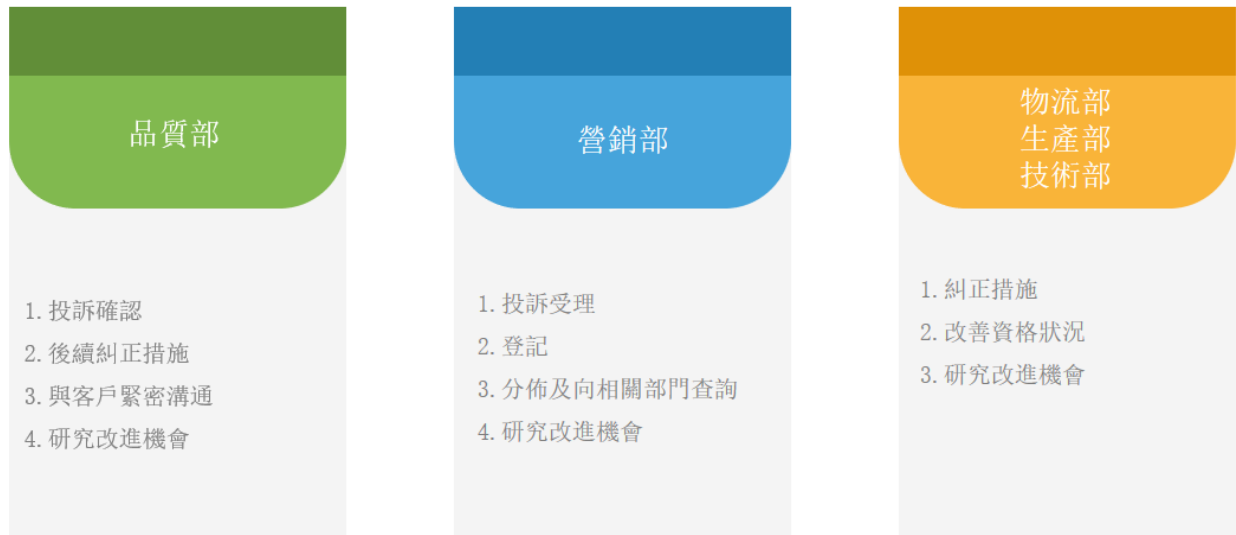 品質部
1. 投訴確認
2. 後續糾正措施
3. 與客戶緊密溝通
4. 研究改進機會
營銷部
1. 投訴受理
2. 登記
3. 分佈及向相關部門查詢
4. 研究改進機會
物流部
生產部
技術部
1. 糾正措施
2. 改善資格狀況
3. 研究改進機會